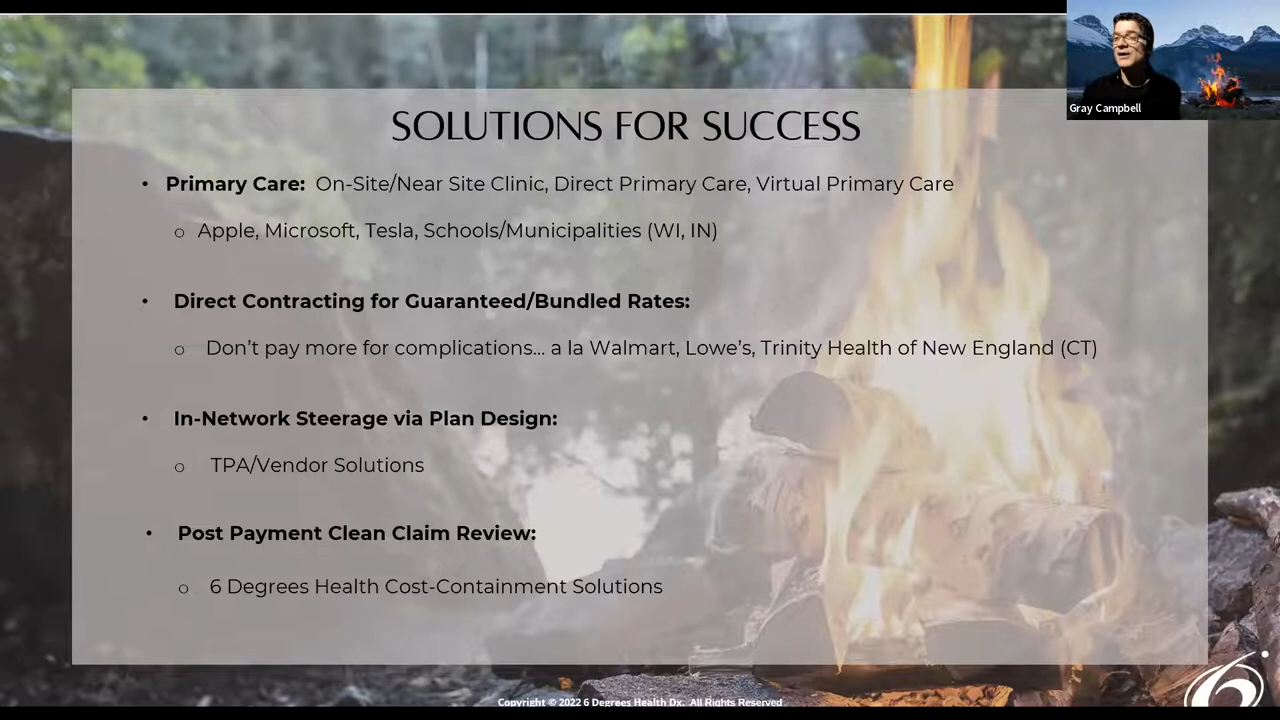 SOLUTIONS FOR SUCCESS
Gray Campbell
• Primary Care: On-Site/Near Site Clinic, Direct Primary Care, Virtual Primary Care
o Apple, Microsoft, Tesla, Schools/Municipalities (WI, IN)
• Direct Contracting for Guaranteed/Bundled Rates:
o Don’t pay more for complications... a la Walmart, Lowe’s, Trinity Health of New England (CT)
• In-Network Steerage via Plan Design:
o TPA/Vendor Solutions
• Post Payment Clean Claim Review:
o 6 Degrees Health Cost-Containment Solutions
Copyright © 2022 6 Degrees Health Dx. All Rights Reserved
6